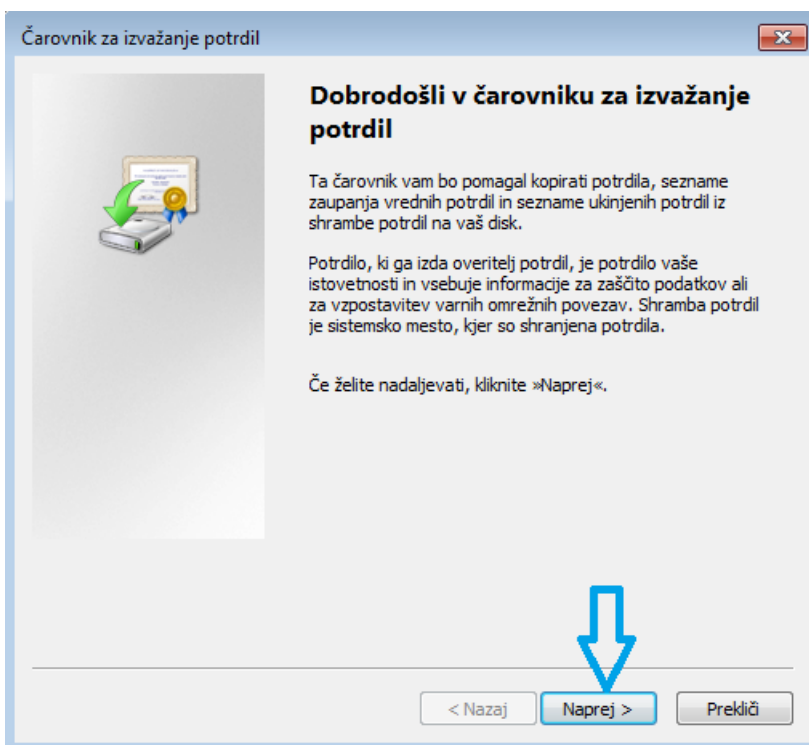 Čarovnik za izvažanje potrdil
Dobrodošli v čarovniku za izvažanje
potrdil
Ta čarovnik vam bo pomagal kopirati potrdila, sezname
zaupanja vrednih potrdil in sezname ukinjenih potrdil iz
shrambe potrdil na vaš disk.
Potrdilo, ki ga izda overitelj potrdil, je potrdilo vaše
istovetnosti in vsebuje informacije za zaščito podatkov ali
za vzpostavitev varnih omrežnih povezav. Shramba potrdil
je sistemsko mesto, kjer so shranjena potrdila.
Če želite nadaljevati, kliknite »Naprej«.
< Nazaj Naprej > Prekliči